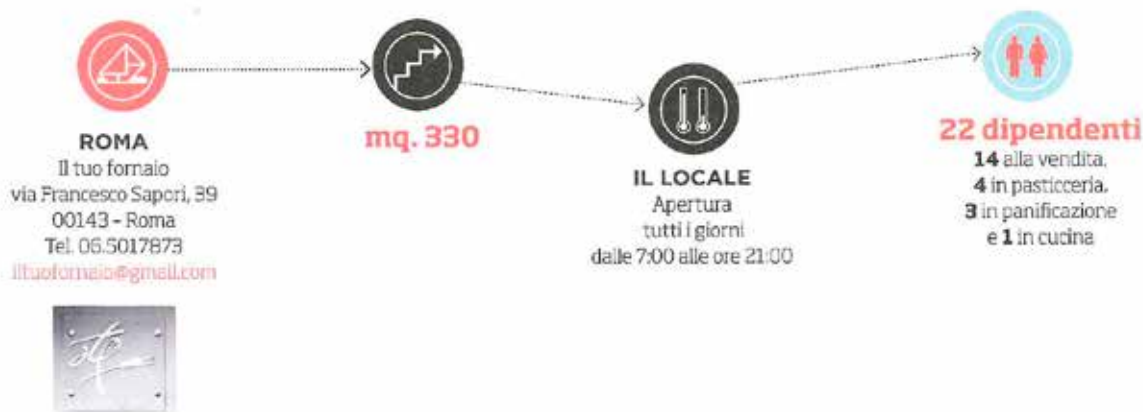 ROMA
Il tuo fornaio
via Francesco Sapori, 39
00143 - Roma
Tel. 06.5017873
iltuofornaio@gmail.com
mq. 330
IL LOCALE
Apertura
tutti i giorni
dalle 7:00 alle ore 21:00
22 dipendenti
14 alla vendita,
4 in pasticceria,
3 in panificazione
e 1 in cucina